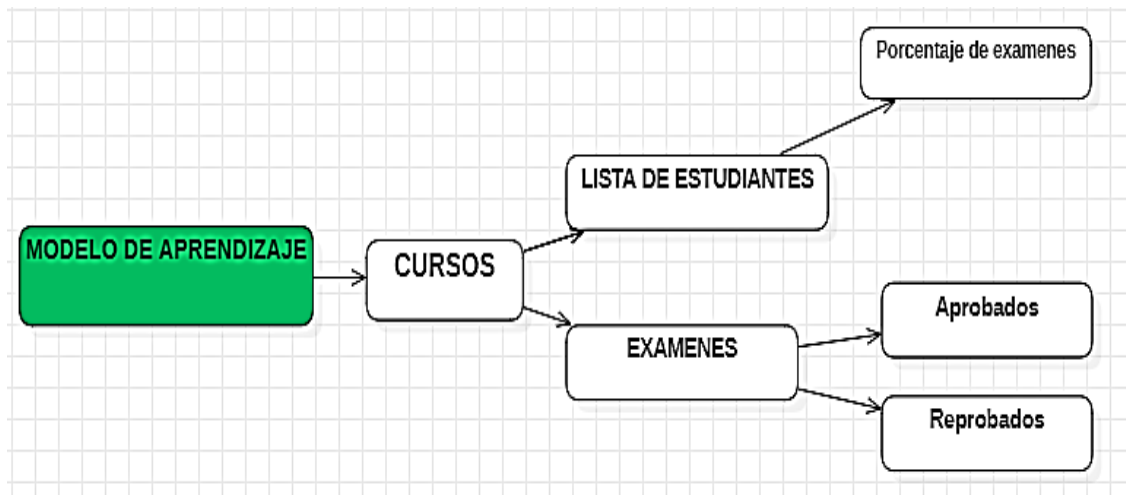 Porcentaje de examenes
LISTA DE ESTUDIANTES
MODELO DE APRENDIZAJE
CURSOS
EXAMENES
Aprobados
Reprobados